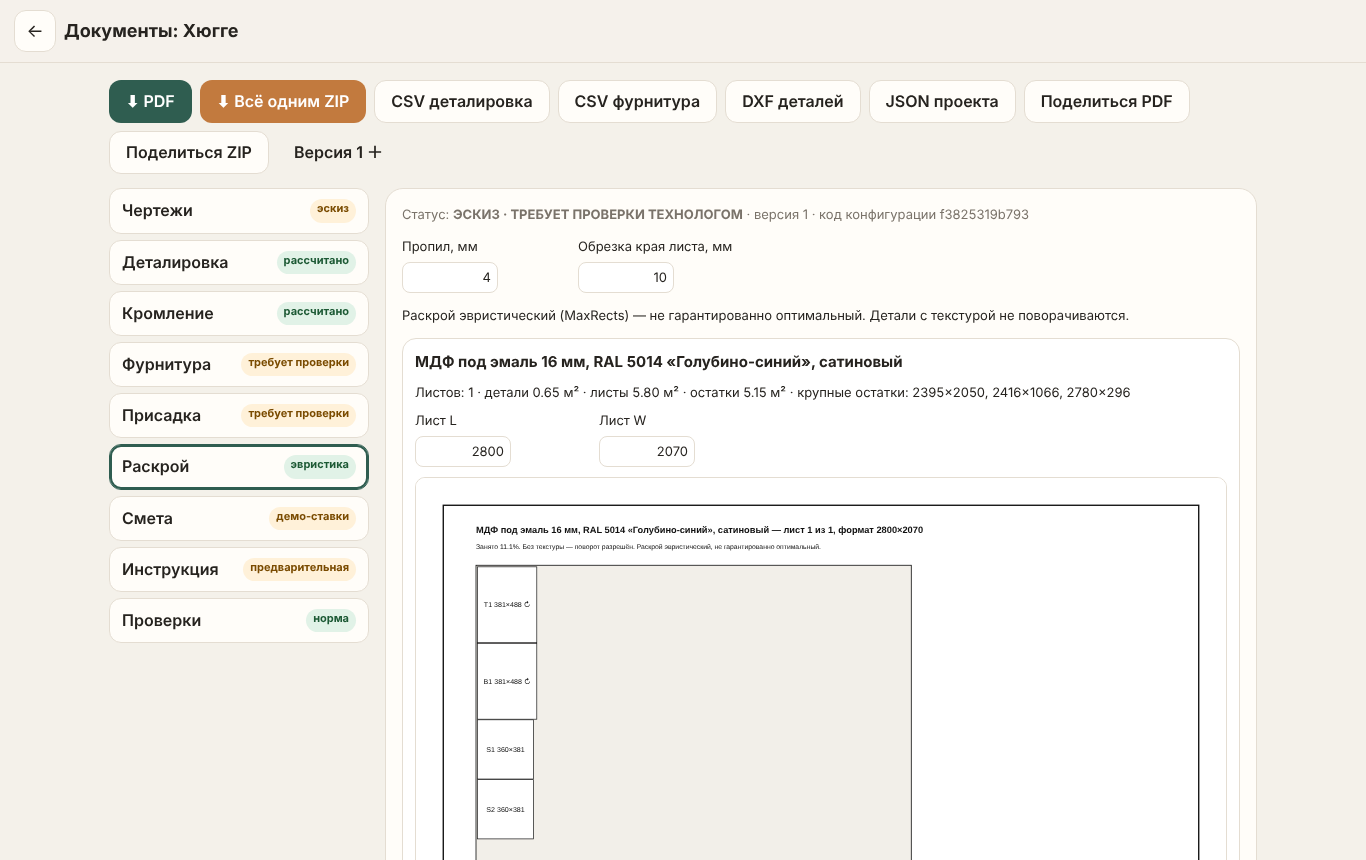 ← Документы: Хюгге
⬇ PDF
⬇ Всё одним ZIP
CSV деталировка
CSV фурнитура
DXF деталей
JSON проекта
Поделиться PDF
Поделиться ZIP
Версия 1 +
Чертежи эскиз
Деталировка рассчитано
Кромление рассчитано
Фурнитура требует проверки
Присадка требует проверки
Раскрой эвристика
Смета демо-ставки
Инструкция предварительная
Проверки норма
Статус: ЭСКИЗ · ТРЕБУЕТ ПРОВЕРКИ ТЕХНОЛОГОМ · версия 1 · код конфигурации f3825319b793
Пропил, мм
Обрезка края листа, мм
4
10
Раскрой эвристический (MaxRects) — не гарантированно оптимальный. Детали с текстурой не поворачиваются.
МДФ под эмаль 16 мм, RAL 5014 «Голубино-синий», сатиновый
Листов: 1 · детали 0.65 м² · листы 5.80 м² · остатки 5.15 м² · крупные остатки: 2395×2050, 2416×1066, 2780×296
Лист L
Лист W
2800
2070
МДФ под эмаль 16 мм, RAL 5014 «Голубино-синий», сатиновый — лист 1 из 1, формат 2800×2070
Занято 11.1%. Без текстуры — поворот разрешён. Раскрой эвристический, не гарантированно оптимальный.
T1 381×488 ↻
B1 381×488 ↻
S1 360×381
S2 360×381